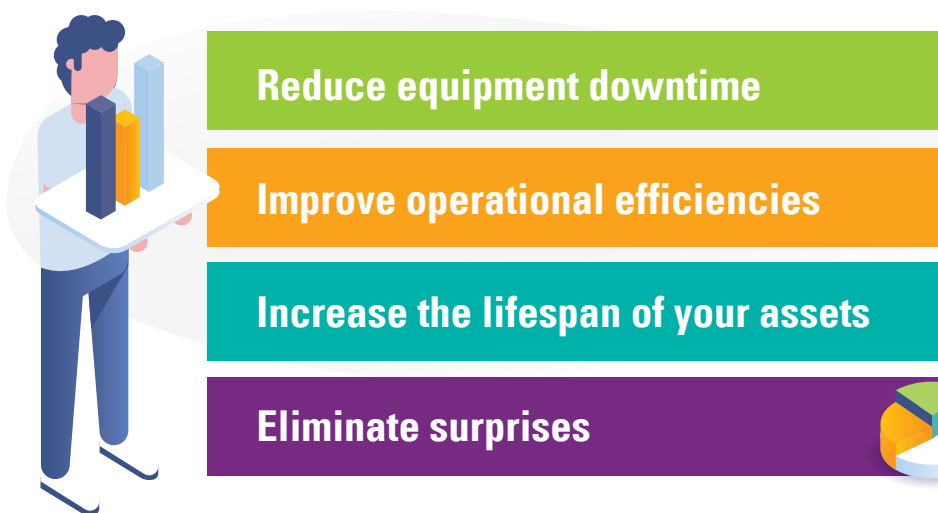 Reduce equipment downtime
Improve operational efficiencies
Increase the lifespan of your assets
Eliminate surprises